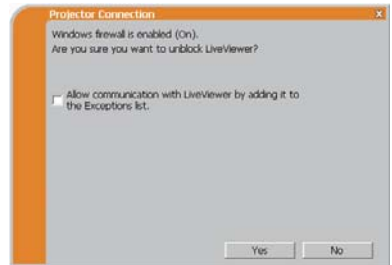 Projector Connection
X
Windows firewall is enabled (On).
Are you sure you want to unblock LiveViewer?
Allow communication with LiveViewer by adding it to
the Exceptions list.
Yes
No